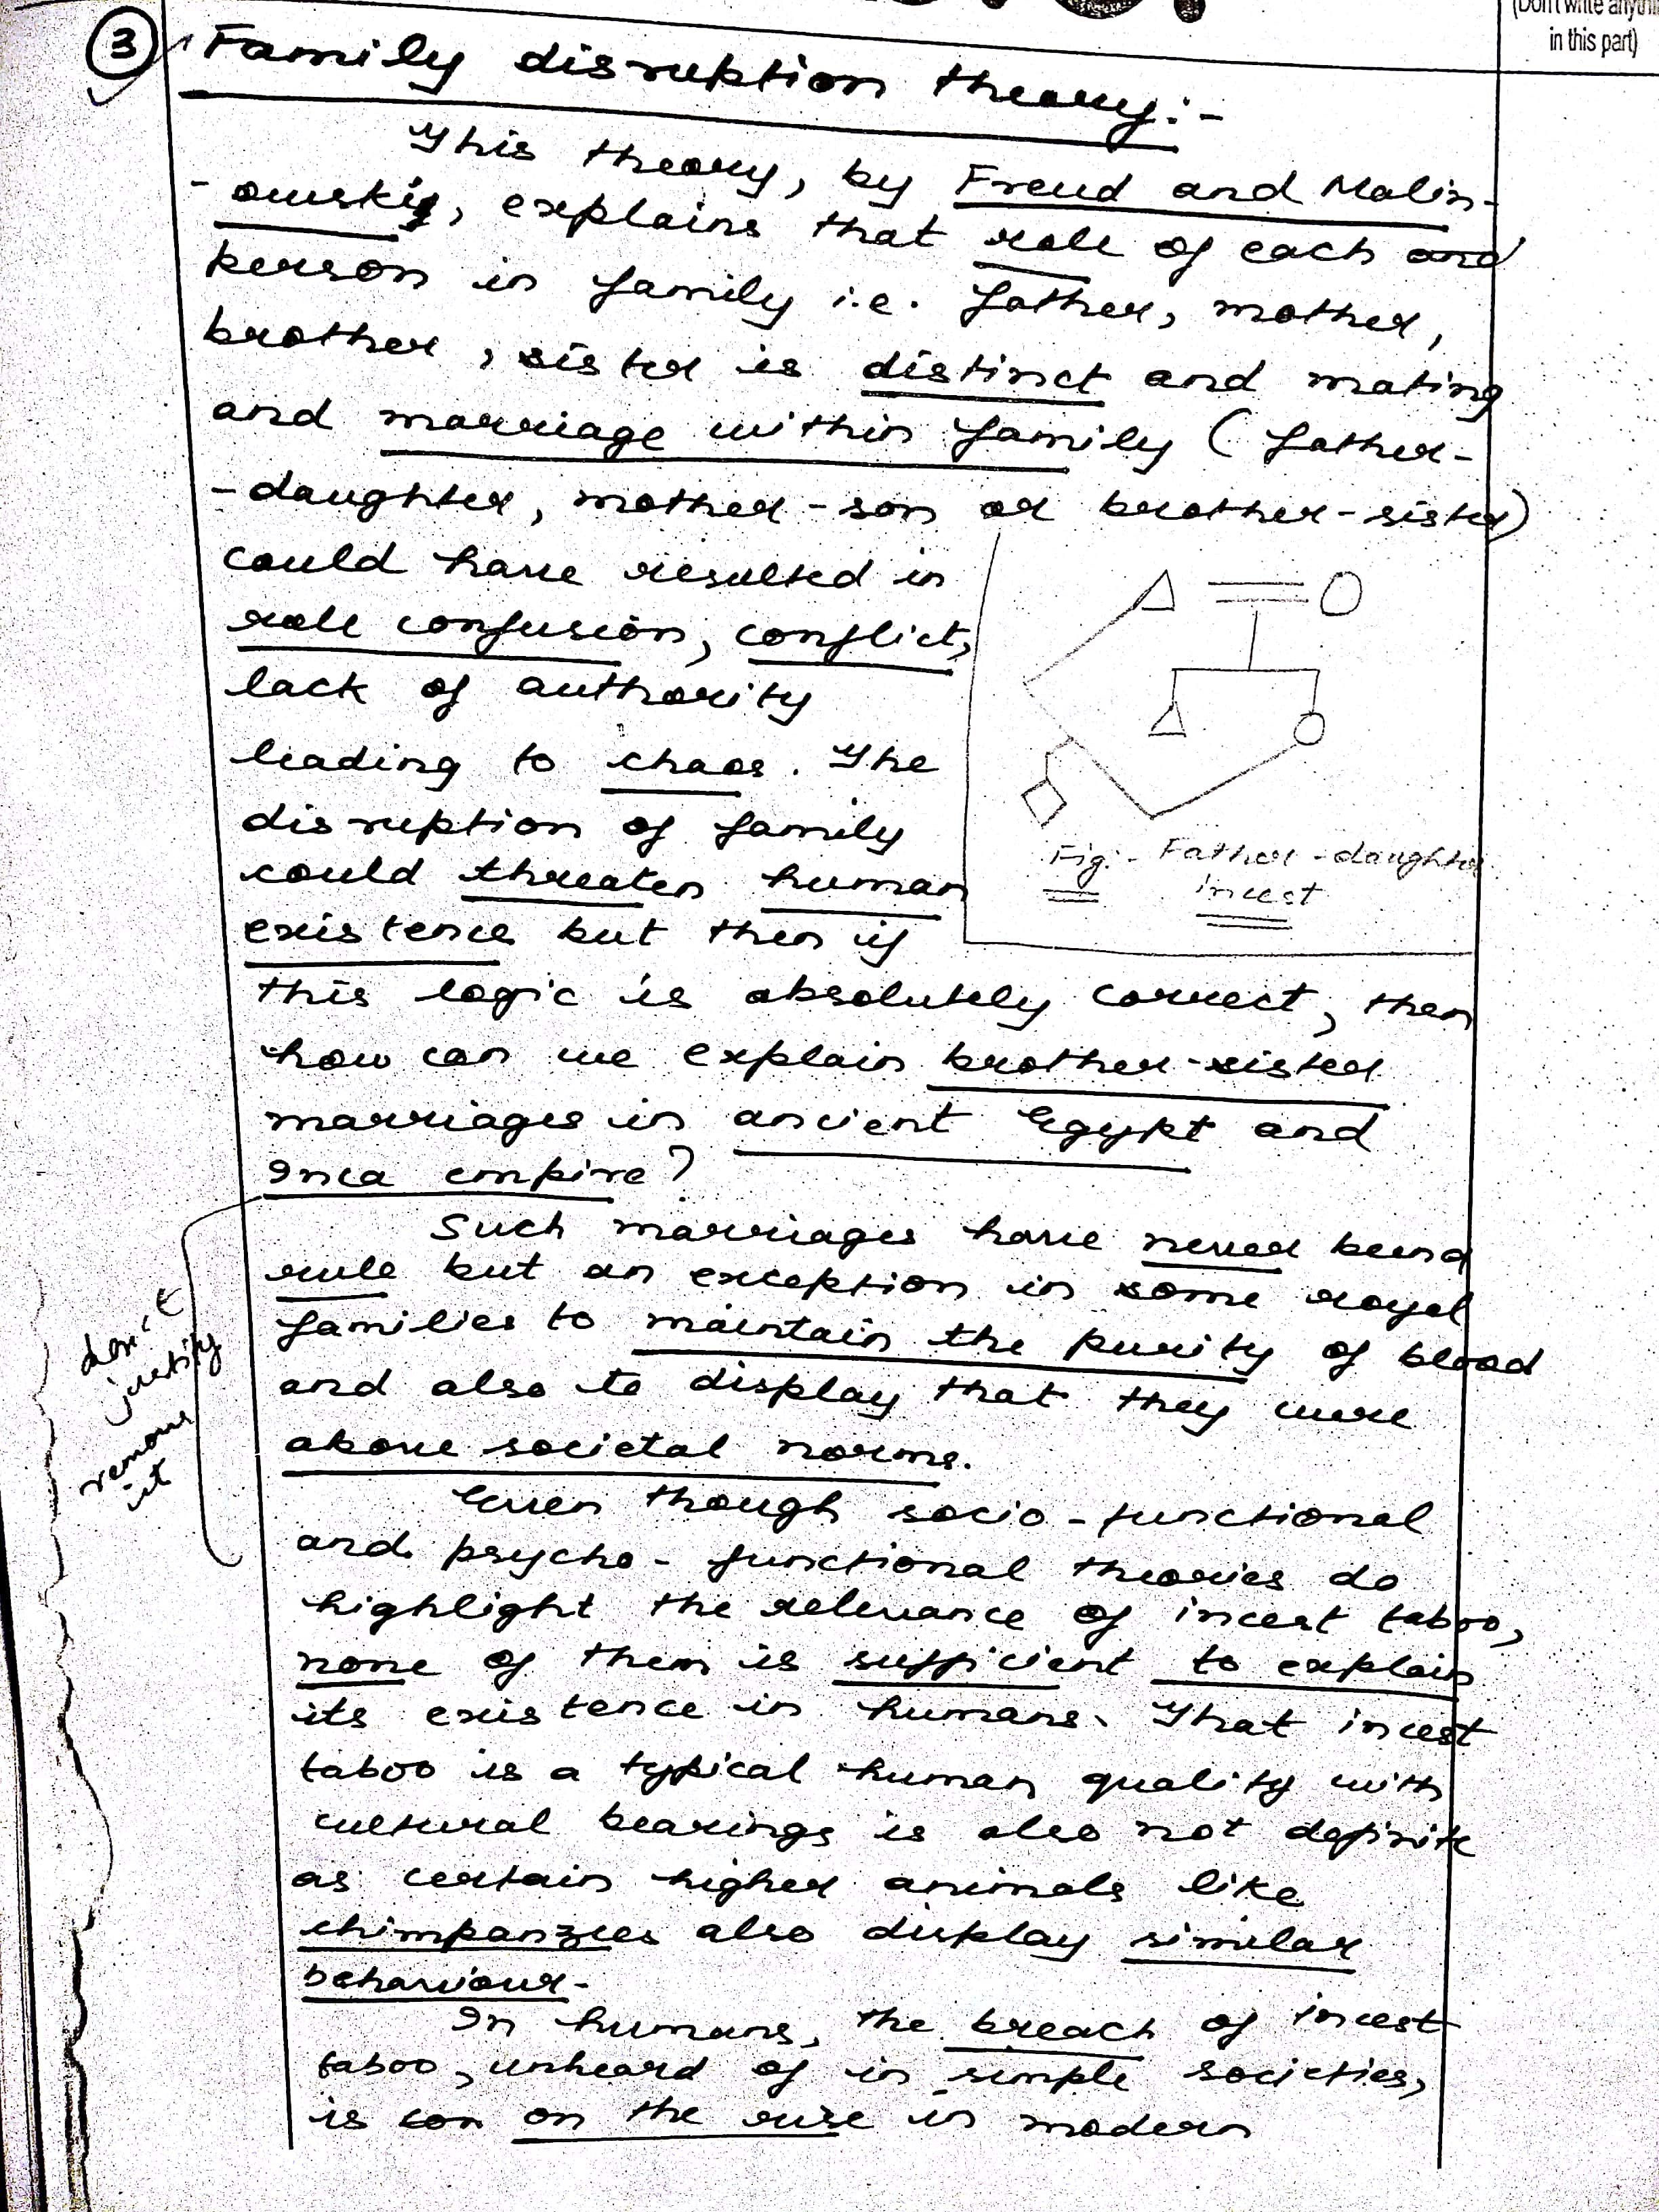 (Don't write anything
in this part)
3 Family disruption theory:-
This theory, by Freud and Malin-
-owski, explains that role of each and
person in family i.e. father, mother,
brother, sister is distinct and mating
and marriage within family (father-
-daughter, mother-son or brother-sister)
could have resulted in
role confusion, conflict,
lack of authority
leading to chaos. The
disruption of family
could threaten human
existence but then if
Fig:- Father-daughter
incest
this logic is absolutely correct, then
how can we explain brother-sister
marriages in ancient Egypt and
Inca empire?
Such marriages have never being
rule but an exception in some royal
families to maintain the purity of blood
and also to display that they were
above societal norms.
don't
justify
remove
it
Even though socio-functional
and psycho-functional theories do
highlight the relevance of incest taboo,
none of them is sufficient to explain
its existence in humans. That incest
taboo is a typical human quality with
cultural bearings is also not definite
as certain higher animals like
chimpanzees also display similar
behaviour.
In humans, the breach of incest
taboo, unheard of in simple societies,
is on the rise in modern